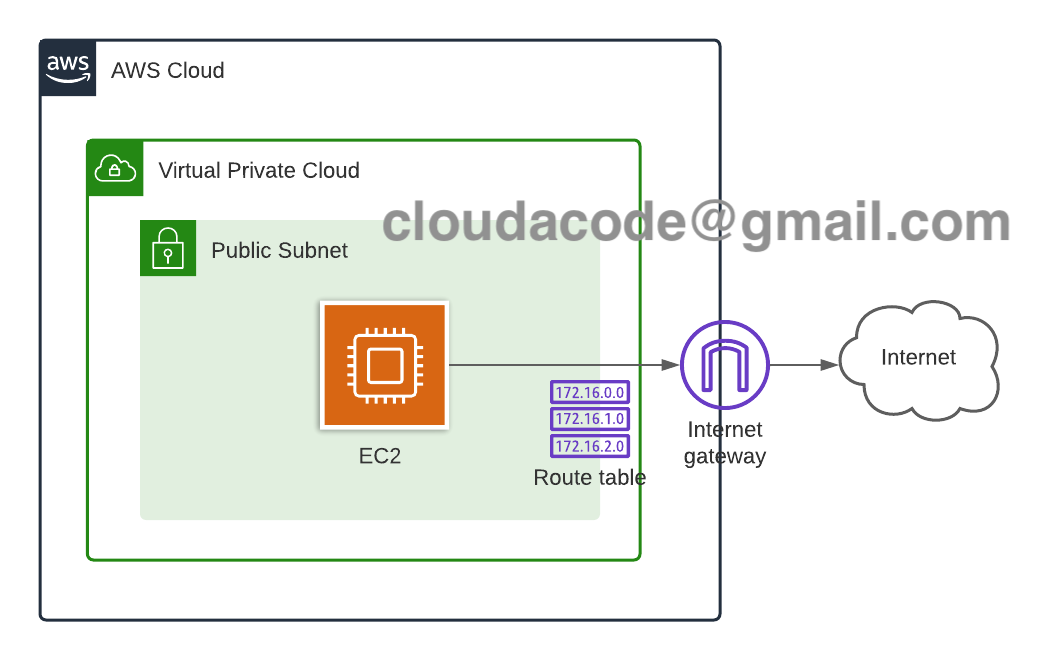 aws
AWS Cloud
Virtual Private Cloud
cloudacode@gmail.com
Public Subnet
Internet
172.16.0.0
172.16.1.0
172.16.2.0
Route table
Internet
gateway
EC2